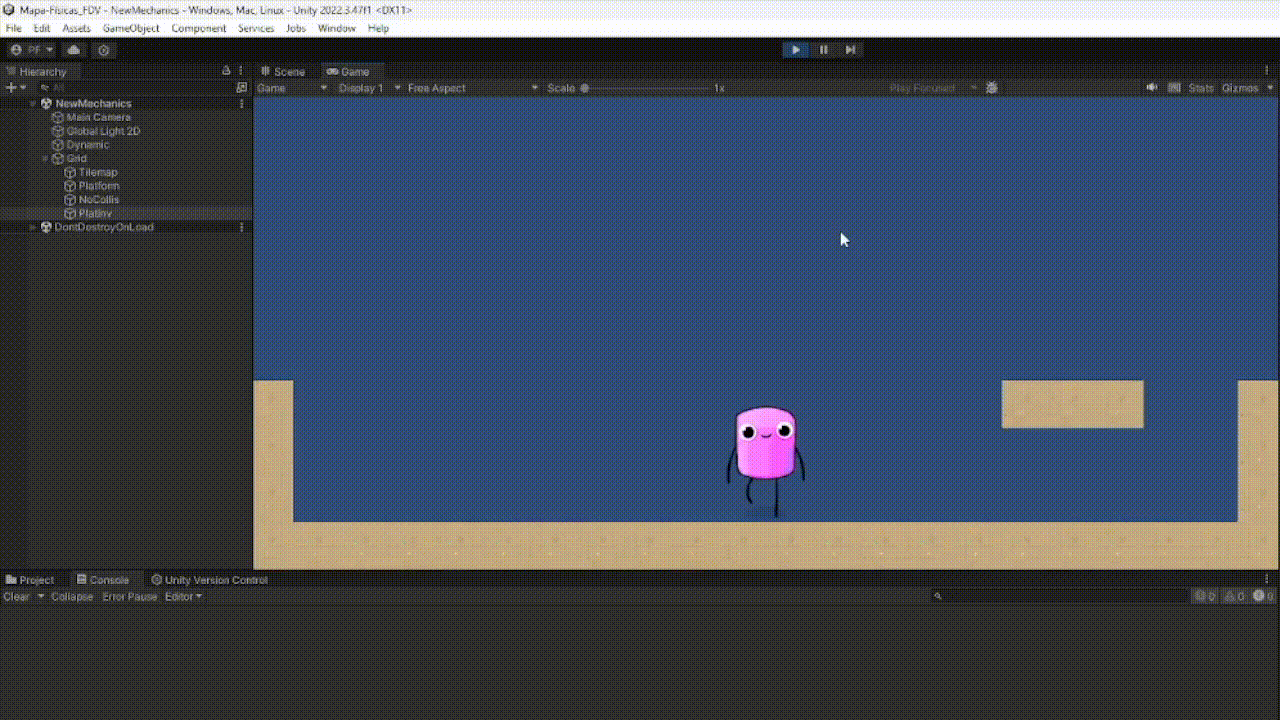 Mapa-Físicas_FDV - NewMechanics - Windows, Mac, Linux - Unity 2022.3.47f1 <DX11>
File Edit Assets GameObject Component Services Jobs Window Help
PF
Hierarchy Scene Game
All Game Display 1 Free Aspect Scale 1x Play Focused Stats Gizmos
NewMechanics
Main Camera
Global Light 2D
Dynamic
Grid
Tilemap
Platform
NoCollis
PlatInv
DontDestroyOnLoad
Project Console Unity Version Control
Clear Collapse Error Pause Editor 0 0 0